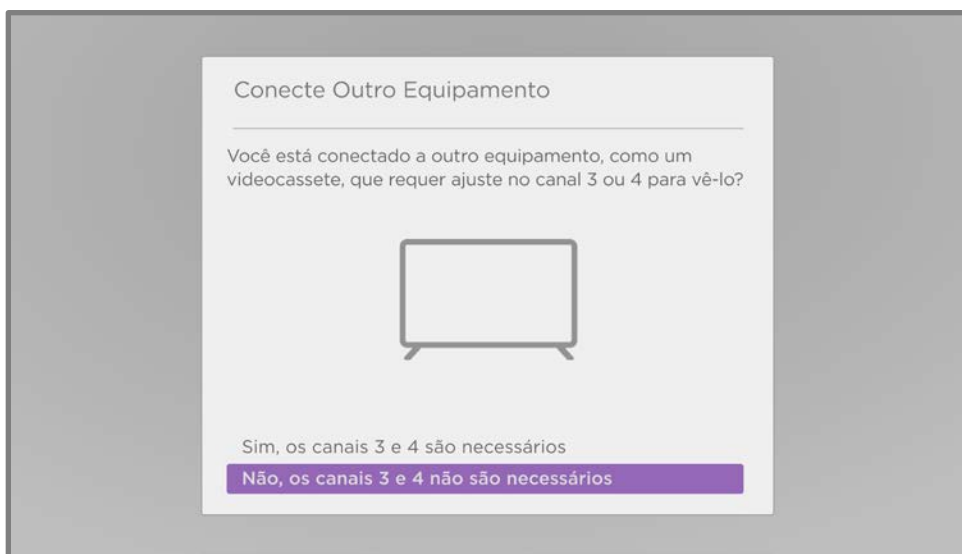 Conecte Outro Equipamento
Você está conectado a outro equipamento, como um
videocassete, que requer ajuste no canal 3 ou 4 para vê-lo?
Sim, os canais 3 e 4 são necessários
Não, os canais 3 e 4 não são necessários